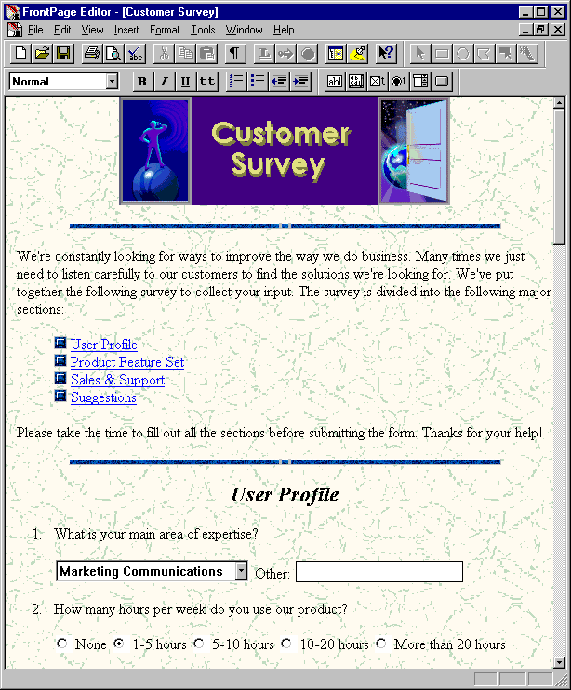 FrontPage Editor - [Customer Survey]
File Edit View Insert Format Tools Window Help
Normal B I U tt
Customer
Survey
We're constantly looking for ways to improve the way we do business. Many times we just
need to listen carefully to our customers to find the solutions we're looking for. We've put
together the following survey to collect your input. The survey is divided into the following major
sections:
User Profile
Product Feature Set
Sales & Support
Suggestions
Please take the time to fill out all the sections before submitting the form. Thanks for your help!
User Profile
1. What is your main area of expertise?
Marketing Communications Other:
2. How many hours per week do you use our product?
None 1-5 hours 5-10 hours 10-20 hours More than 20 hours